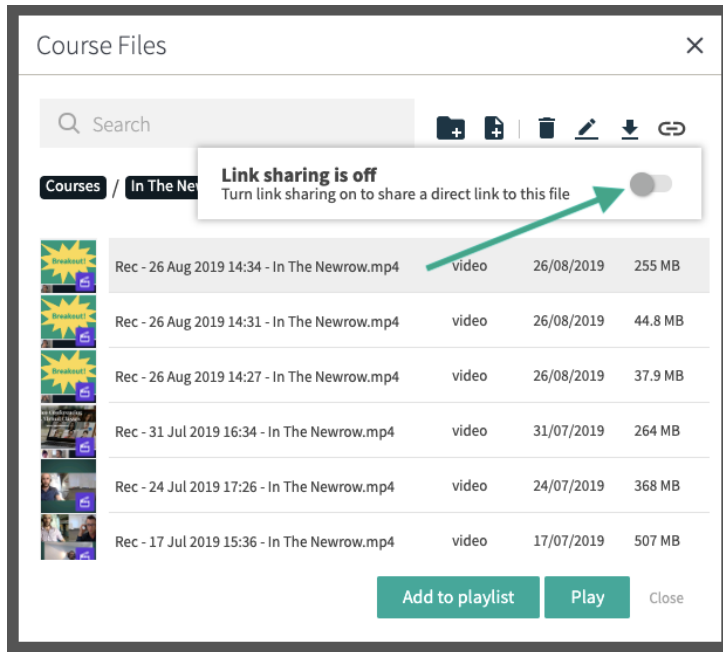 Course Files
Search
Link sharing is off
Turn link sharing on to share a direct link to this file
Courses / In The New
Breakout!
Rec - 26 Aug 2019 14:34 - In The Newrow.mp4 video 26/08/2019 255 MB
Breakout!
Rec - 26 Aug 2019 14:31 - In The Newrow.mp4 video 26/08/2019 44.8 MB
Breakout!
Rec - 26 Aug 2019 14:27 - In The Newrow.mp4 video 26/08/2019 37.9 MB
Rec - 31 Jul 2019 16:34 - In The Newrow.mp4 video 31/07/2019 264 MB
Rec - 24 Jul 2019 17:26 - In The Newrow.mp4 video 24/07/2019 368 MB
Rec - 17 Jul 2019 15:36 - In The Newrow.mp4 video 17/07/2019 507 MB
Add to playlist Play Close